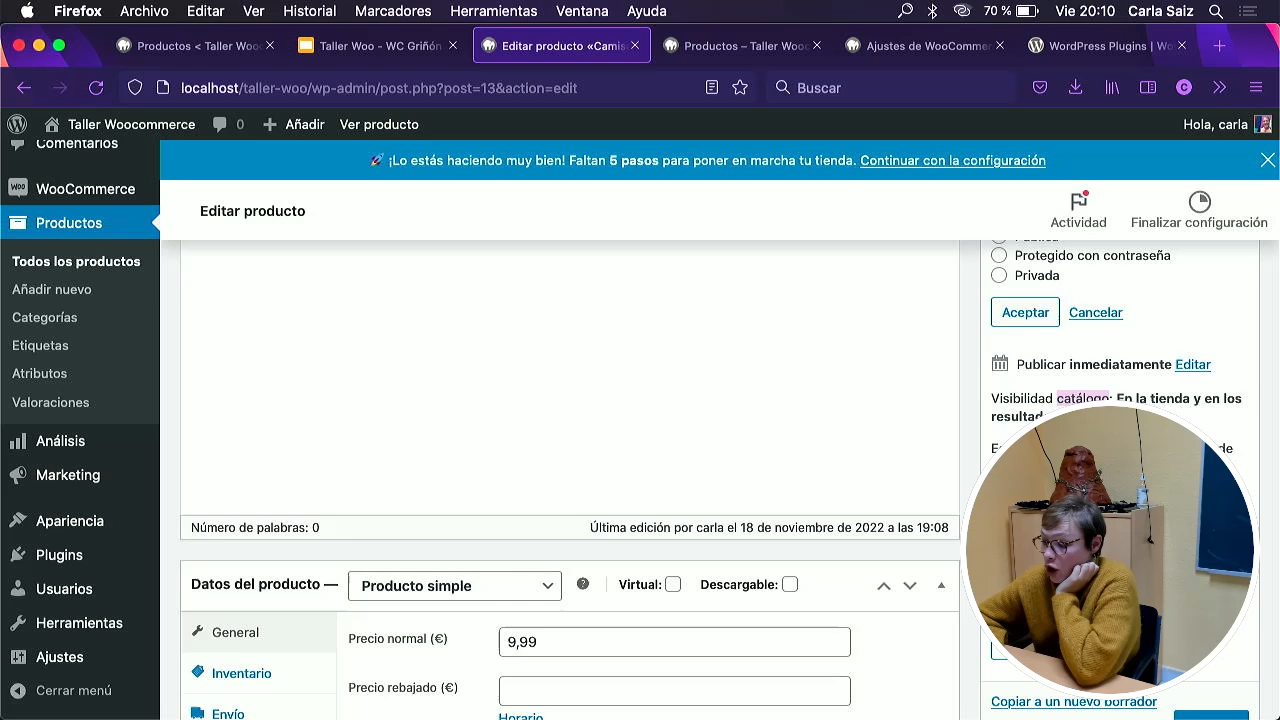 Firefox Archivo Editar Ver Historial Marcadores Herramientas Ventana Ayuda 70 % Vie 20:10 Carla Saiz
Productos < Taller Wooc
Taller Woo - WC Griñón
Editar producto «Camis
Productos – Taller Wooc
Ajustes de WooCommer
WordPress Plugins | Wo
localhost/taller-woo/wp-admin/post.php?post=13&action=edit
Buscar
Taller Woocommerce 0 Añadir Ver producto Hola, carla
Comentarios
WooCommerce
Productos
Todos los productos
Añadir nuevo
Categorías
Etiquetas
Atributos
Valoraciones
Análisis
Marketing
Apariencia
Plugins
Usuarios
Herramientas
Ajustes
Cerrar menú
¡Lo estás haciendo muy bien! Faltan 5 pasos para poner en marcha tu tienda. Continuar con la configuración
Editar producto
Actividad
Finalizar configuración
Protegido con contraseña
Privada
Aceptar Cancelar
Publicar inmediatamente Editar
Visibilidad catálogo: En la tienda y en los
de
Número de palabras: 0
Última edición por carla el 18 de noviembre de 2022 a las 19:08
Datos del producto — Producto simple Virtual: Descargable:
General
Inventario
Envío
Precio normal (€) 9,99
Precio rebajado (€)
Horario
Copiar a un nuevo borrador